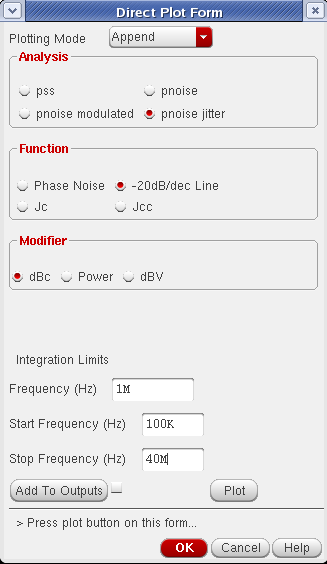 Direct Plot Form
Plotting Mode Append
Analysis
pss pnoise
pnoise modulated pnoise jitter
Function
Phase Noise -20dB/dec Line
Jc Jcc
Modifier
dBc Power dBV
Integration Limits
Frequency (Hz) 1M
Start Frequency (Hz) 100K
Stop Frequency (Hz) 40M
Add To Outputs Plot
> Press plot button on this form...
OK Cancel Help